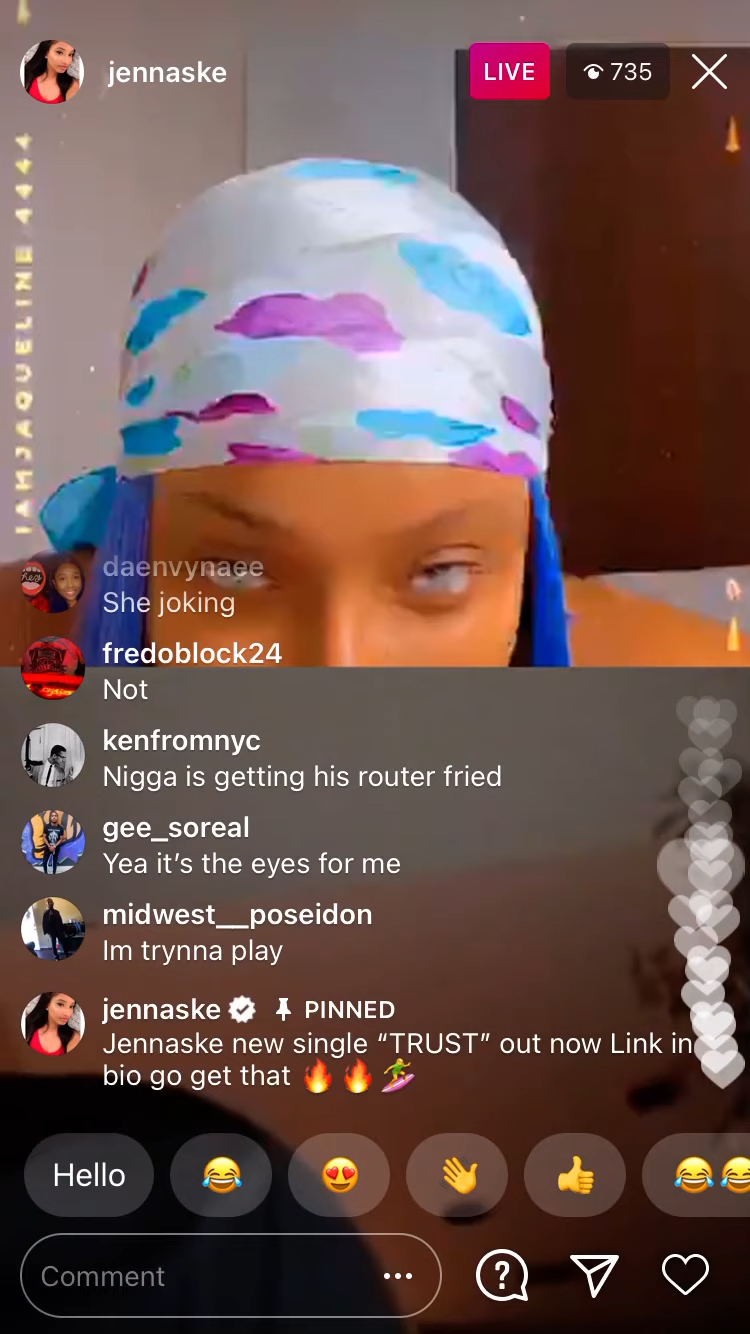 jennaske
LIVE
735
IAMJAQUELINE 4444
daenvynaee
She joking
fredoblock24
Not
kenfromnyc
Nigga is getting his router fried
gee_soreal
Yea it’s the eyes for me
midwest__poseidon
Im trynna play
jennaske PINNED
Jennaske new single “TRUST” out now Link in
bio go get that 🔥🔥🏄‍♀️
Hello 😂 😍 👋 👍 😂😂
Comment